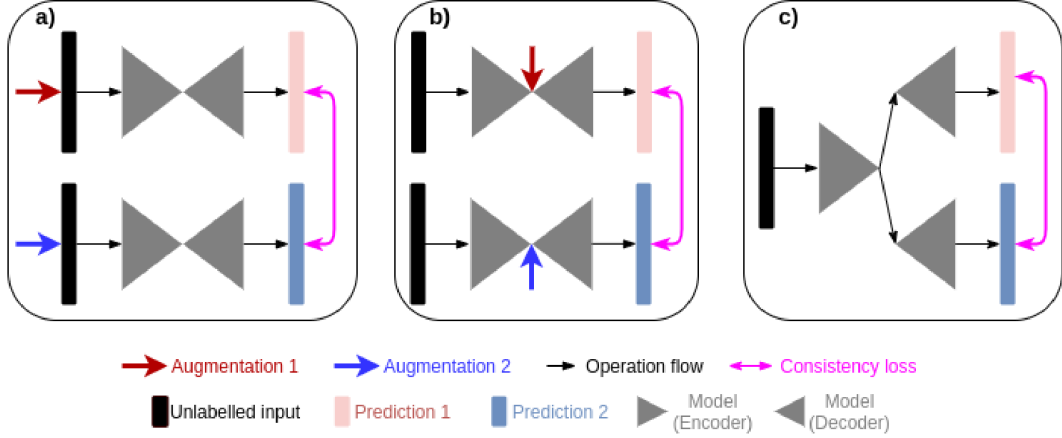 a)
b)
c)
Augmentation 1
Augmentation 2
Operation flow
Consistency loss
Unlabelled input
Prediction 1
Prediction 2
Model
(Encoder)
Model
(Decoder)